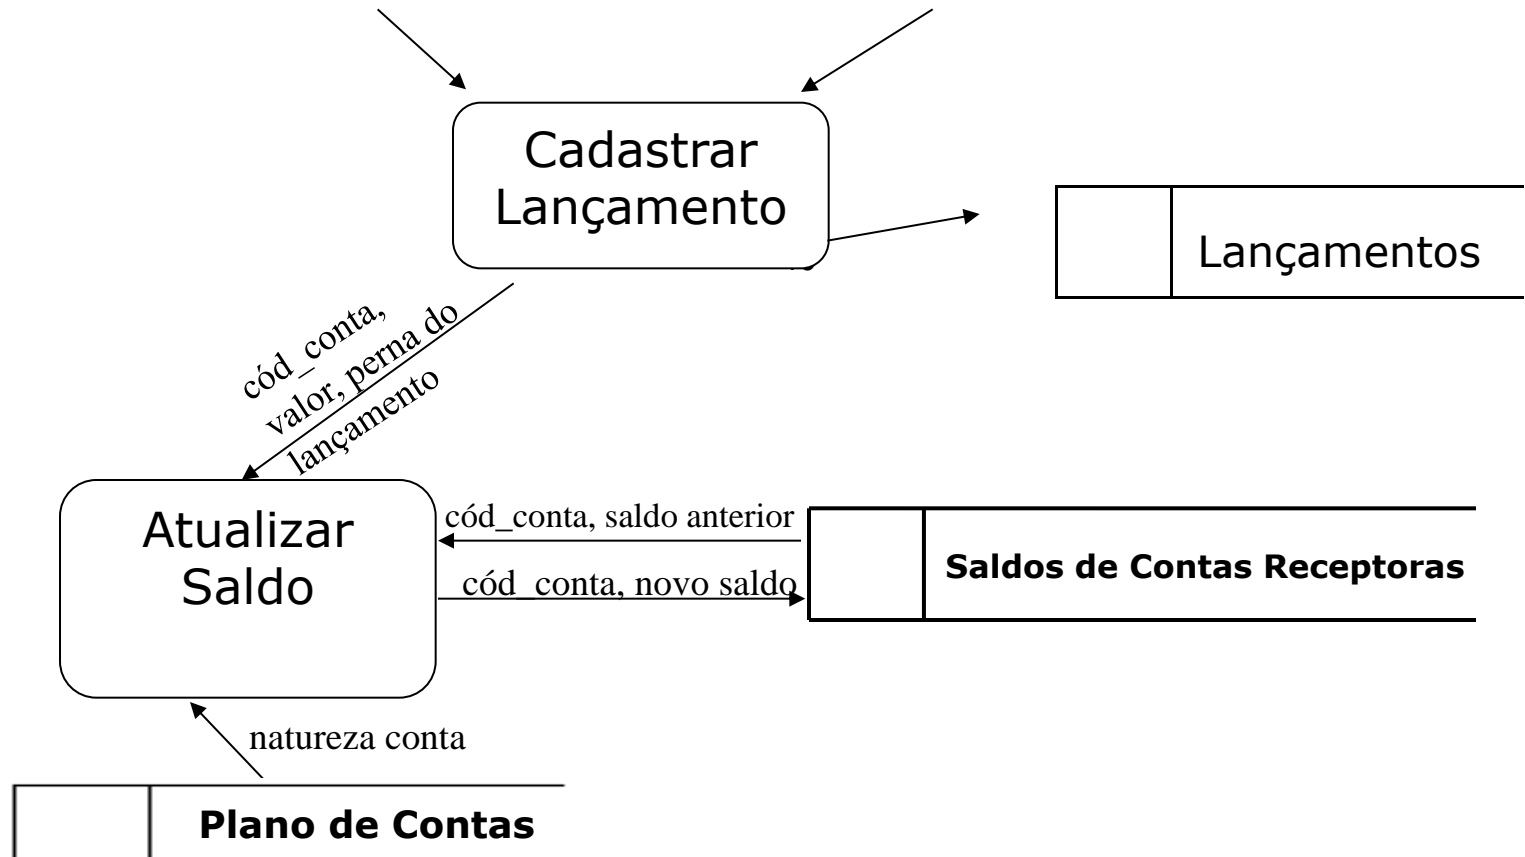 Cadastrar
Lançamento
Lançamentos
cód_conta,
valor, perna do
lançamento
Atualizar
Saldo
cód_conta, saldo anterior
cód_conta, novo saldo
Saldos de Contas Receptoras
natureza conta
Plano de Contas